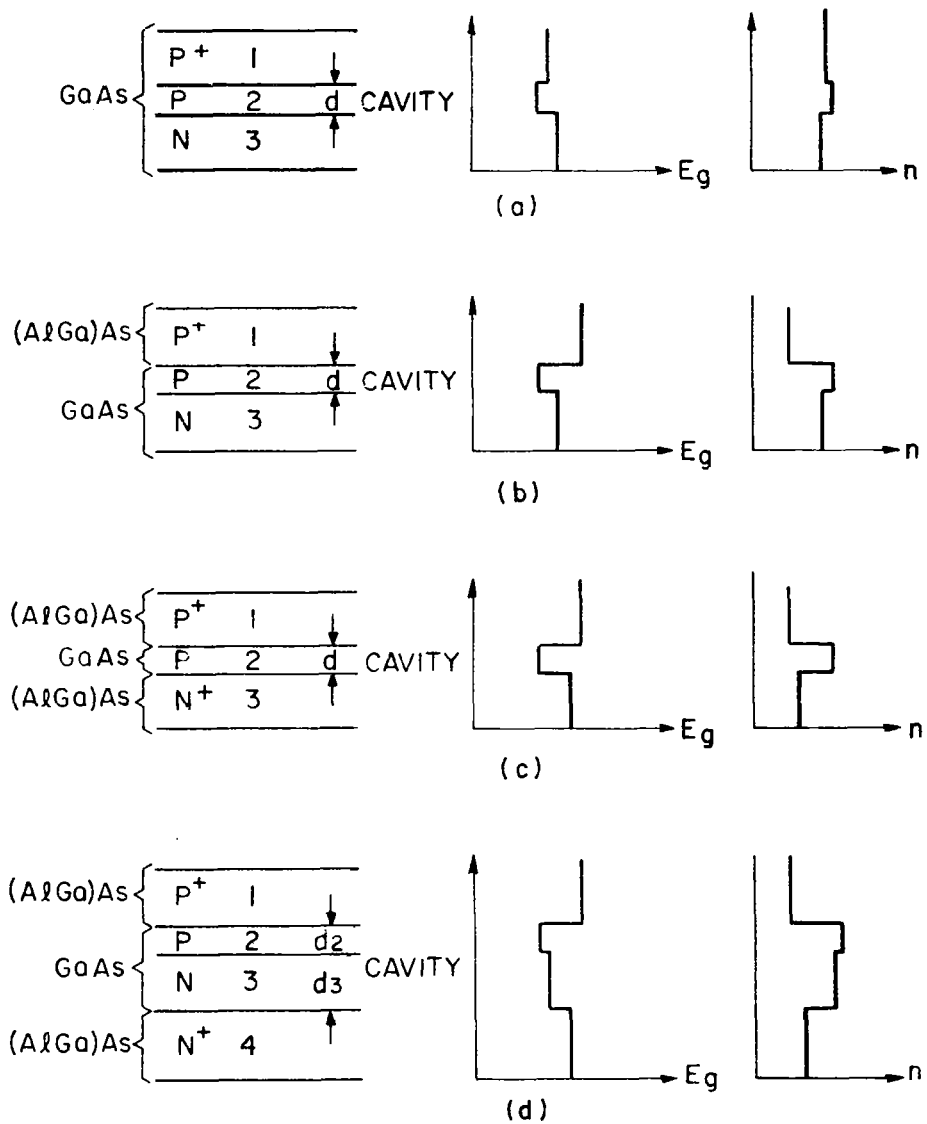 P+ 1
GaAs P 2 d CAVITY
N 3
Eg n
(a)
(AlGa)As P+ 1
P 2 d CAVITY
GaAs N 3
Eg n
(b)
(AlGa)As P+ 1
GaAs P 2 d CAVITY
(AlGa)As N+ 3
Eg n
(c)
(AlGa)As P+ 1
P 2 d2
GaAs CAVITY
N 3 d3
(AlGa)As N+ 4
Eg n
(d)